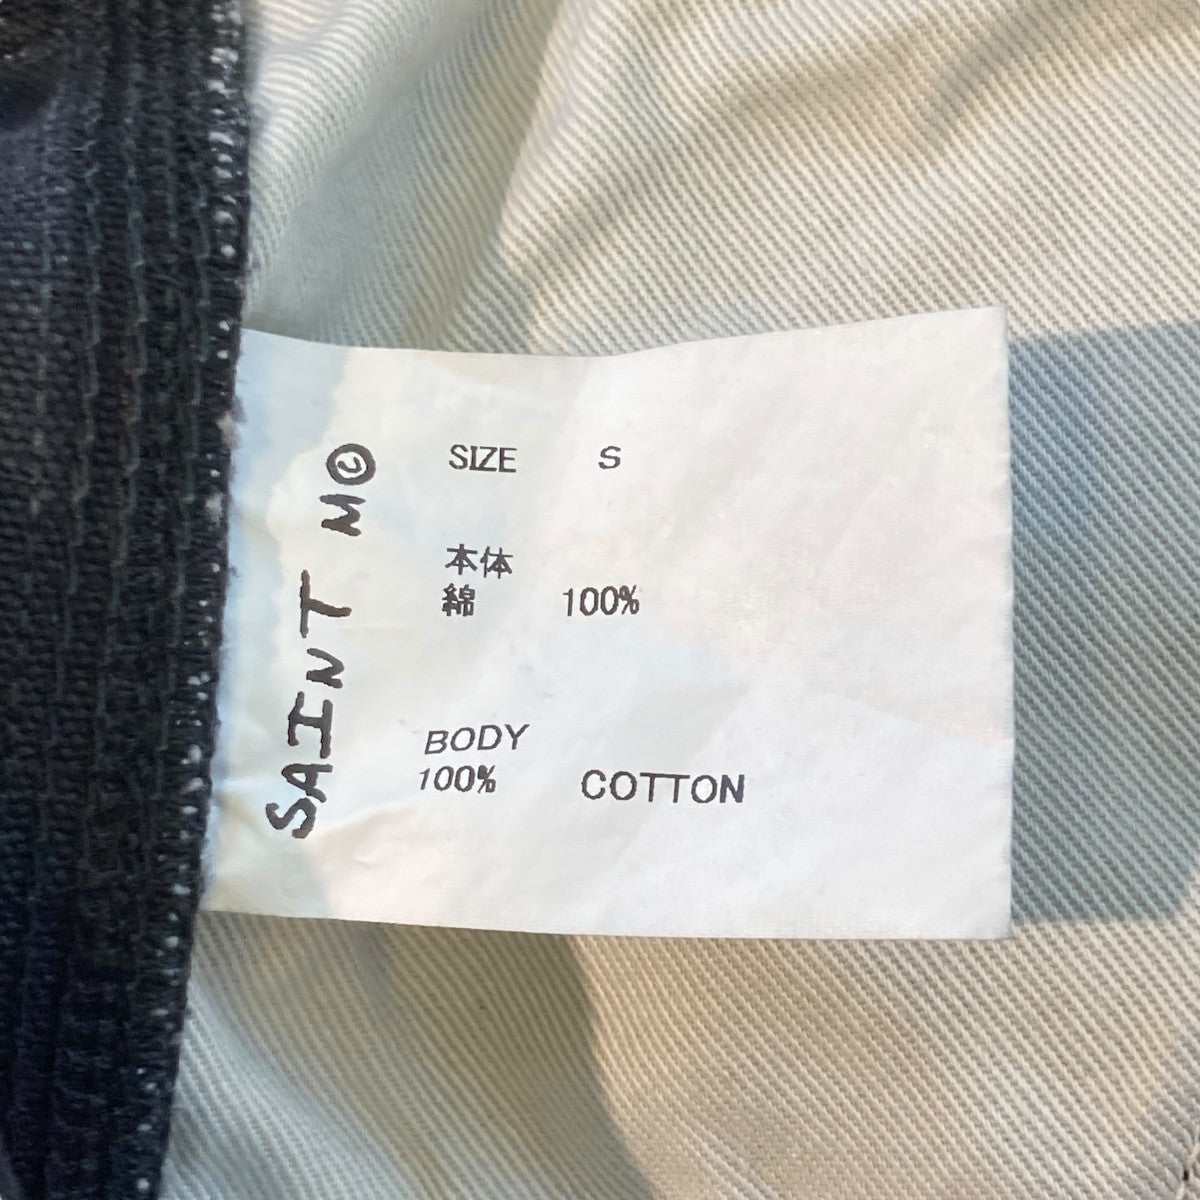 SAINT M©
SIZE S
本体
綿 100%
BODY
100% COTTON